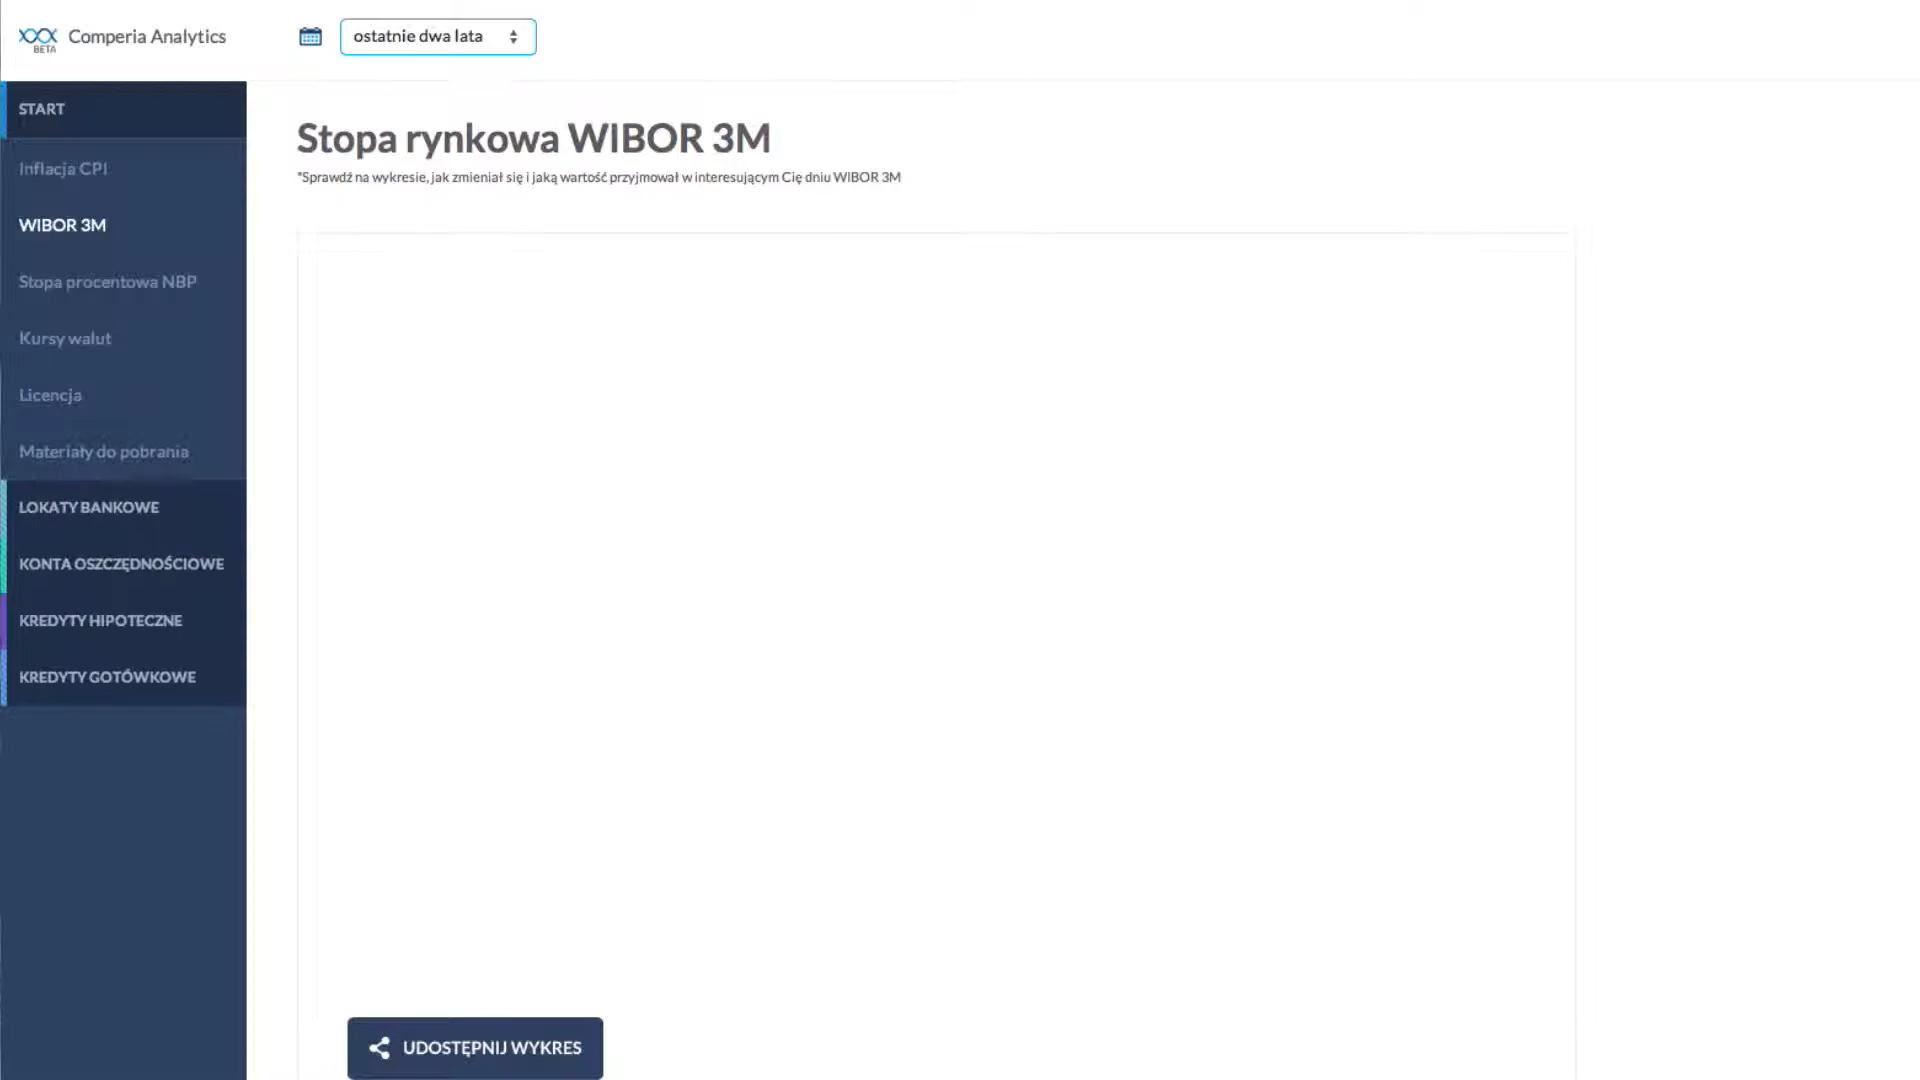 BETA
Comperia Analytics
ostatnie dwa lata
START
Inflacja CPI
WIBOR 3M
Stopa procentowa NBP
Kursy walut
Licencja
Materiały do pobrania
LOKATY BANKOWE
KONTA OSZCZĘDNOŚCIOWE
KREDYTY HIPOTECZNE
KREDYTY GOTÓWKOWE
Stopa rynkowa WIBOR 3M
*Sprawdź na wykresie, jak zmieniał się i jaką wartość przyjmował w interesującym Cię dniu WIBOR 3M
UDOSTĘPNIJ WYKRES